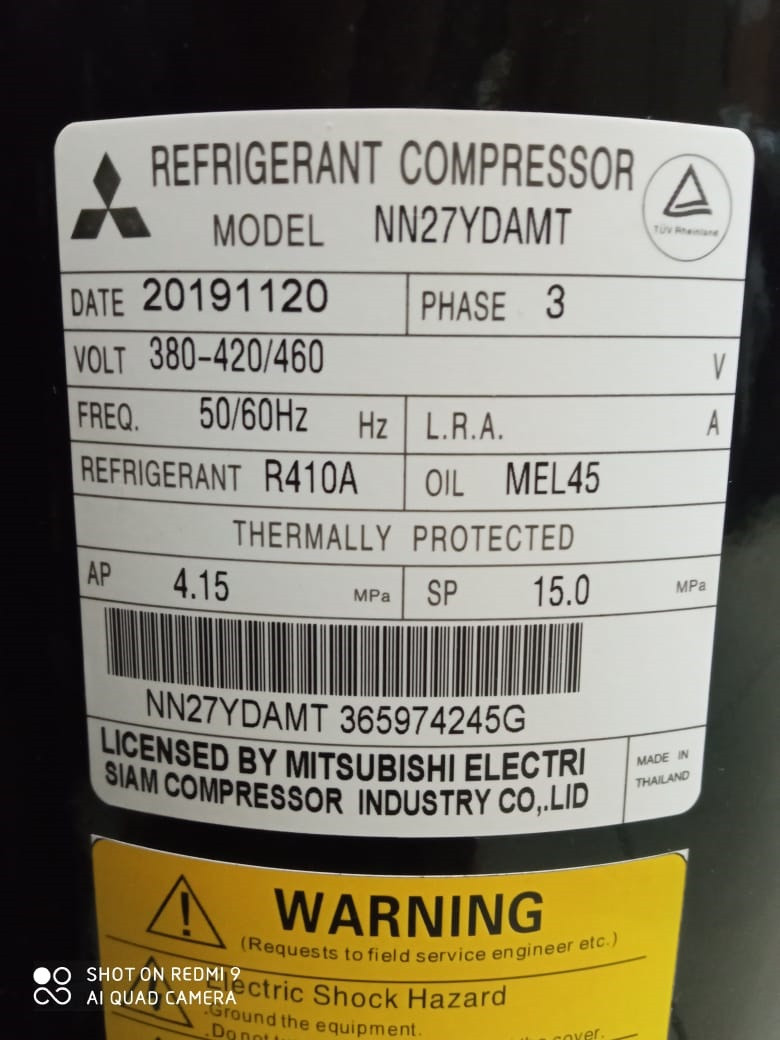 REFRIGERANT COMPRESSOR
MODEL NN27YDAMT
TÜV Rheinland
DATE 20191120 PHASE 3
VOLT 380-420/460 V
FREQ. 50/60Hz Hz L.R.A. A
REFRIGERANT R410A OIL MEL45
THERMALLY PROTECTED
AP 4.15 MPa SP 15.0 MPa
NN27YDAMT 365974245G
LICENSED BY MITSUBISHI ELECTRI
SIAM COMPRESSOR INDUSTRY CO,.LID
MADE IN
THAILAND
WARNING
(Requests to field service engineer etc.)
Electric Shock Hazard
.Ground the equipment.
.Do not cover.
SHOT ON REDMI 9
AI QUAD CAMERA